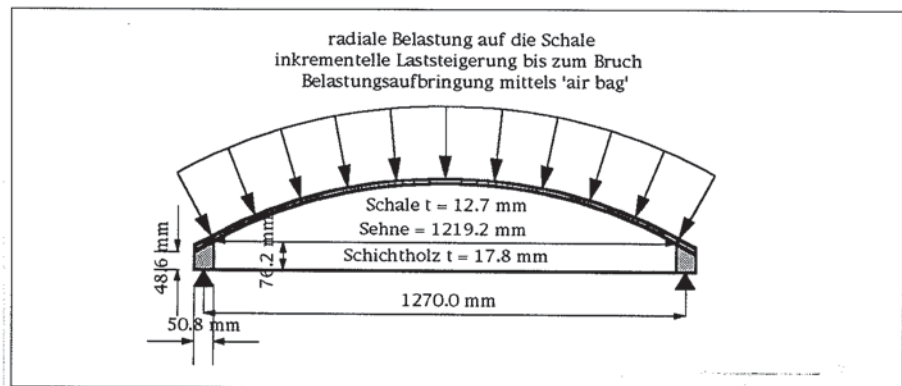 radiale Belastung auf die Schale
inkrementelle Laststeigerung bis zum Bruch
Belastungsaufbringung mittels 'air bag'
Schale t = 12.7 mm
Sehne = 1219.2 mm
Schichtholz t = 17.8 mm
48.6 mm
76.2 mm
1270.0 mm
50.8 mm